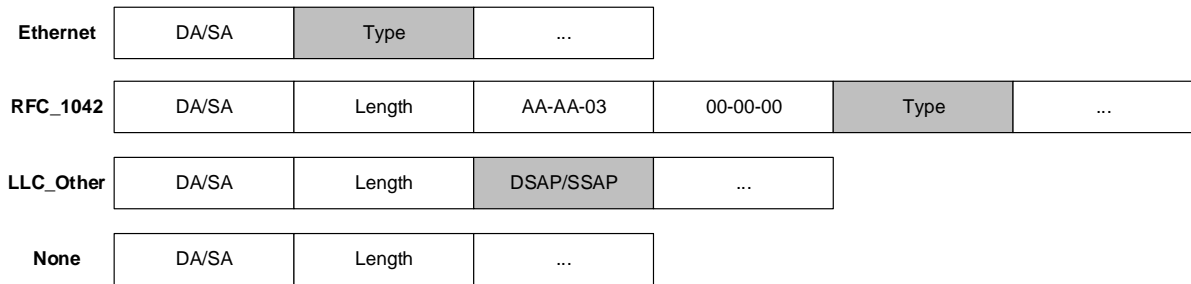 Ethernet DA/SA Type ...
RFC_1042 DA/SA Length AA-AA-03 00-00-00 Type ...
LLC_Other DA/SA Length DSAP/SSAP ...
None DA/SA Length ...